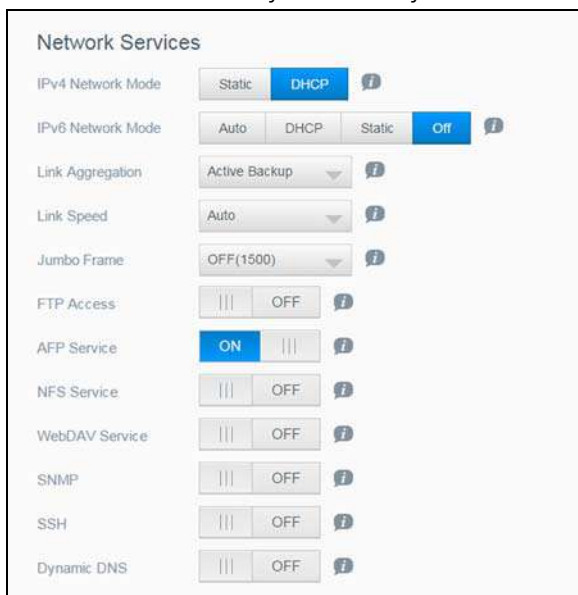 Network Services
IPv4 Network Mode Static DHCP i
IPv6 Network Mode Auto DHCP Static Off i
Link Aggregation Active Backup i
Link Speed Auto i
Jumbo Frame OFF(1500) i
FTP Access OFF i
AFP Service ON i
NFS Service OFF i
WebDAV Service OFF i
SNMP OFF i
SSH OFF i
Dynamic DNS OFF i